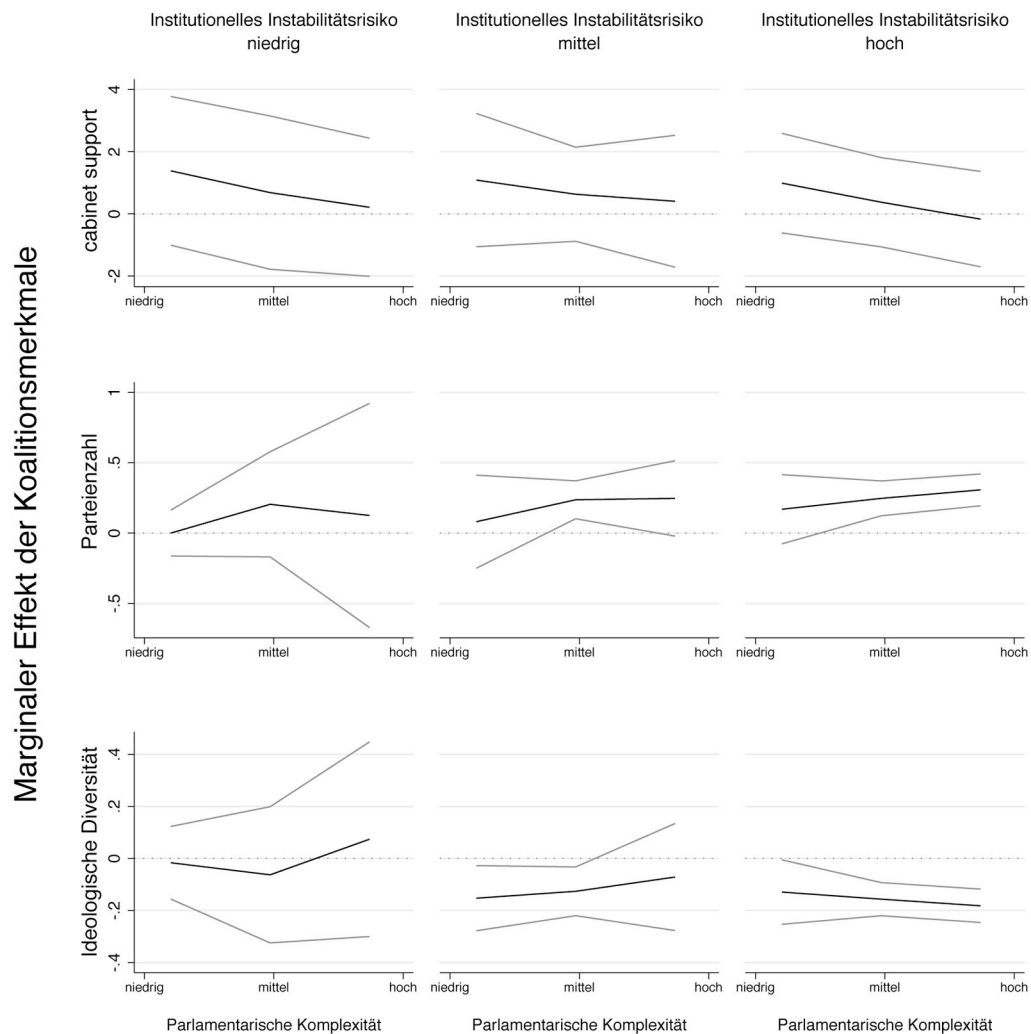 Institutionelles Instabilitätsrisiko
niedrig
Institutionelles Instabilitätsrisiko
mittel
Institutionelles Instabilitätsrisiko
hoch
Marginaler Effekt der Koalitionsmerkmale
cabinet support
4
2
0
-2
niedrig mittel hoch
niedrig mittel hoch
niedrig mittel hoch
Parteienzahl
1
.5
0
-.5
niedrig mittel hoch
niedrig mittel hoch
niedrig mittel hoch
Ideologische Diversität
.4
.2
0
-.2
-.4
niedrig mittel hoch
niedrig mittel hoch
niedrig mittel hoch
Parlamentarische Komplexität
Parlamentarische Komplexität
Parlamentarische Komplexität